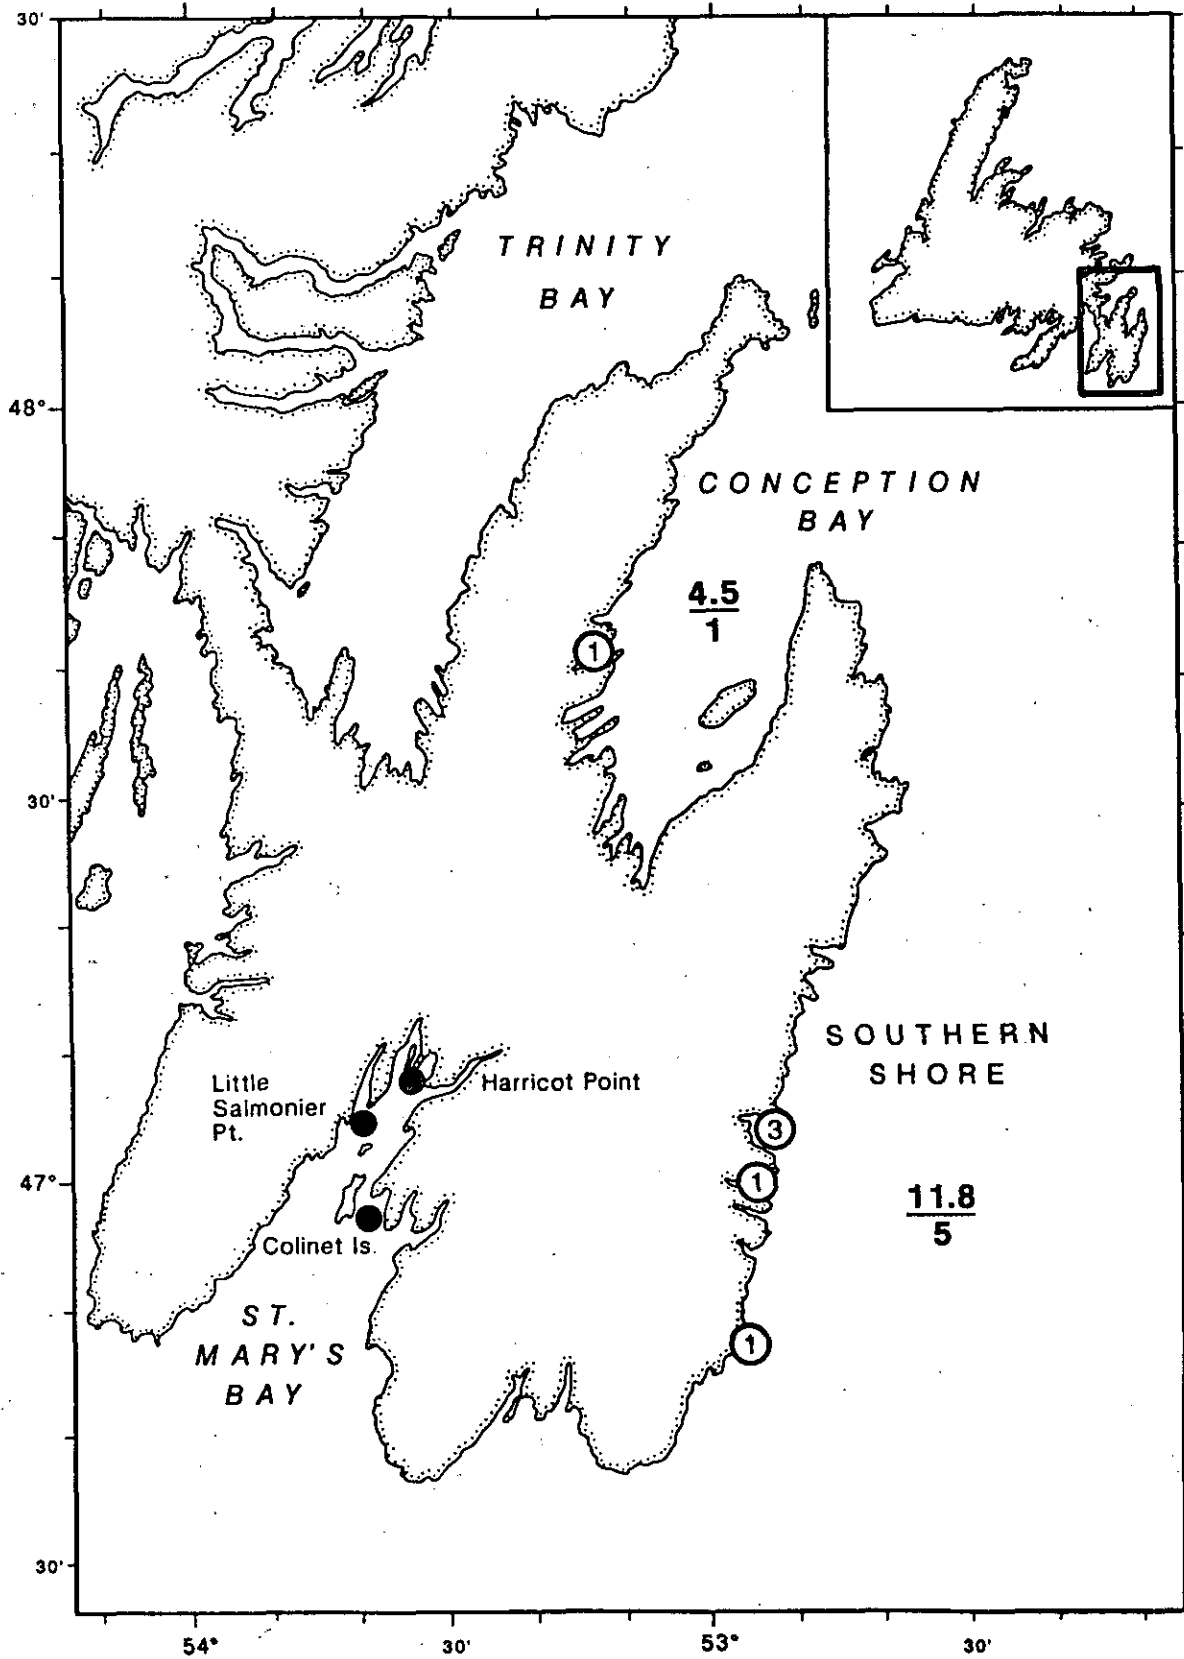 30'
TRINITY
BAY
48°
CONCEPTION
BAY
4.5
1
1
30'
SOUTHERN
SHORE
Little
Salmonier
Pt.
Harricot Point
3
1
47°
11.8
5
Colinet Is.
ST.
MARY'S
BAY
1
30'
54°
30'
53°
30'